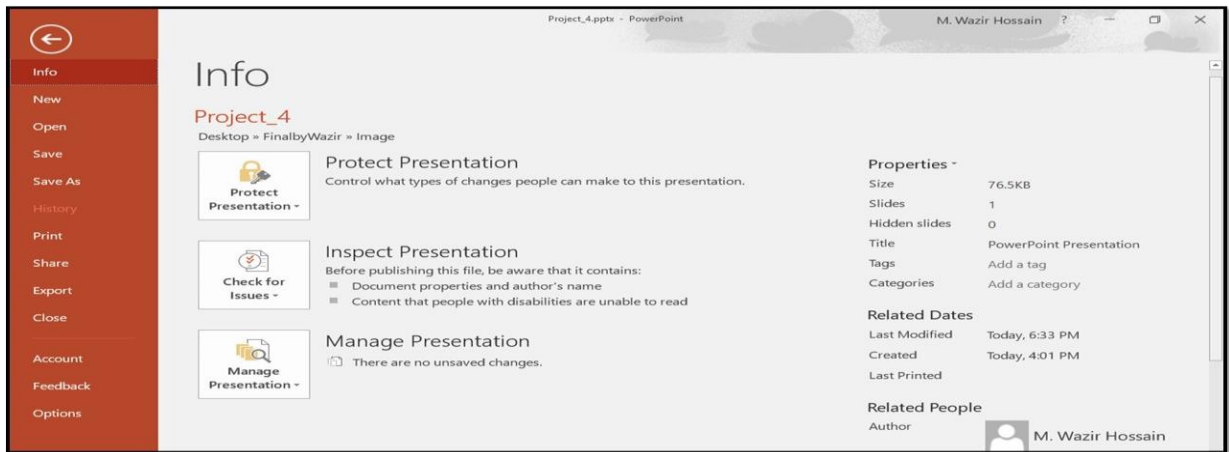 Project_4.pptx - PowerPoint
M. Wazir Hossain ?
Info
New
Open
Save
Save As
History
Print
Share
Export
Close
Account
Feedback
Options
Info
Project_4
Desktop » FinalbyWazir » Image
Protect Presentation
Protect Presentation
Control what types of changes people can make to this presentation.
Check for Issues
Inspect Presentation
Before publishing this file, be aware that it contains:
Document properties and author's name
Content that people with disabilities are unable to read
Manage Presentation
Manage Presentation
There are no unsaved changes.
Properties
Size 76.5KB
Slides 1
Hidden slides 0
Title PowerPoint Presentation
Tags Add a tag
Categories Add a category
Related Dates
Last Modified Today, 6:33 PM
Created Today, 4:01 PM
Last Printed
Related People
Author M. Wazir Hossain